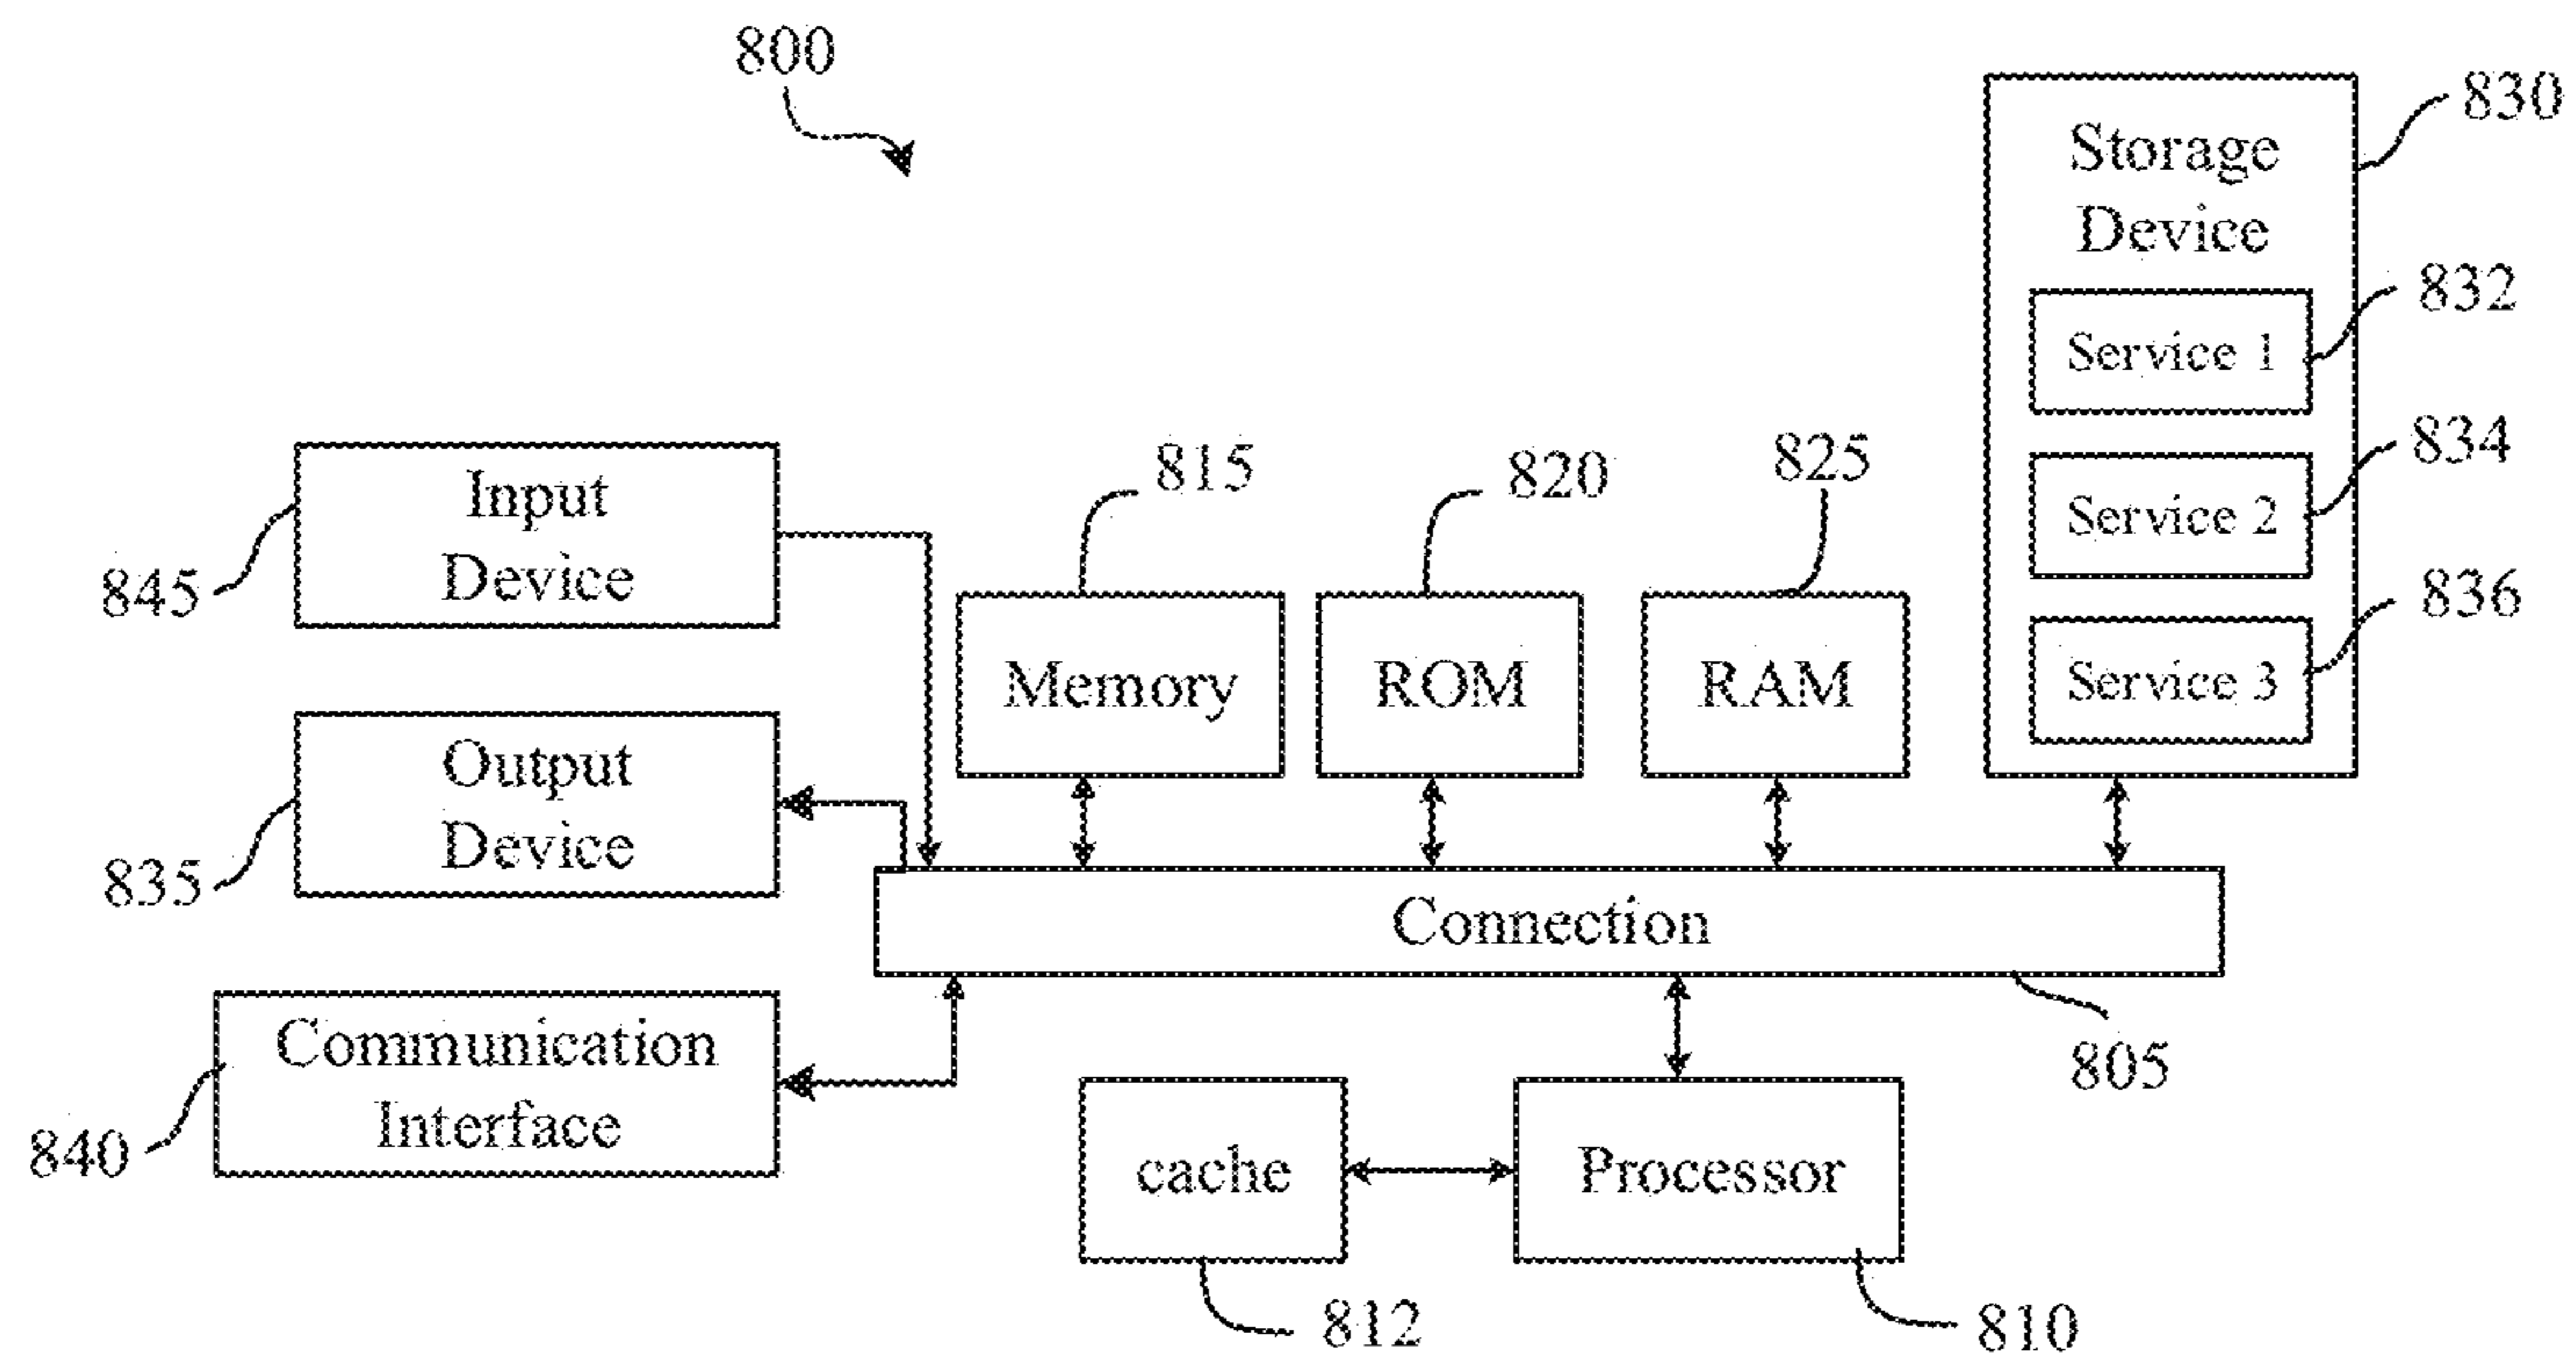 800
830
Storage
Device
832
Service 1
834
Service 2
836
Service 3
Input
Device
845
815
820
825
Memory
ROM
RAM
Output
Device
835
Connection
805
Communication
Interface
840
cache
Processor
812
810